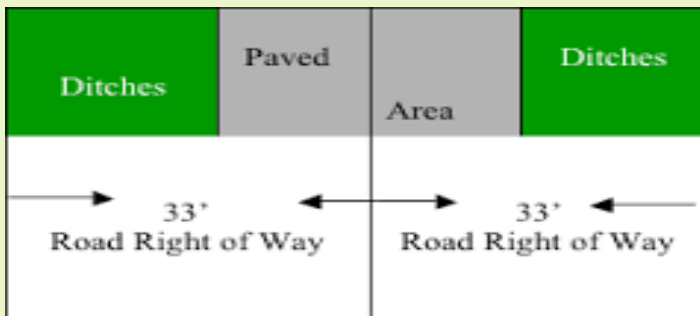 Ditches
Paved
Area
Ditches
33’
Road Right of Way
33’
Road Right of Way